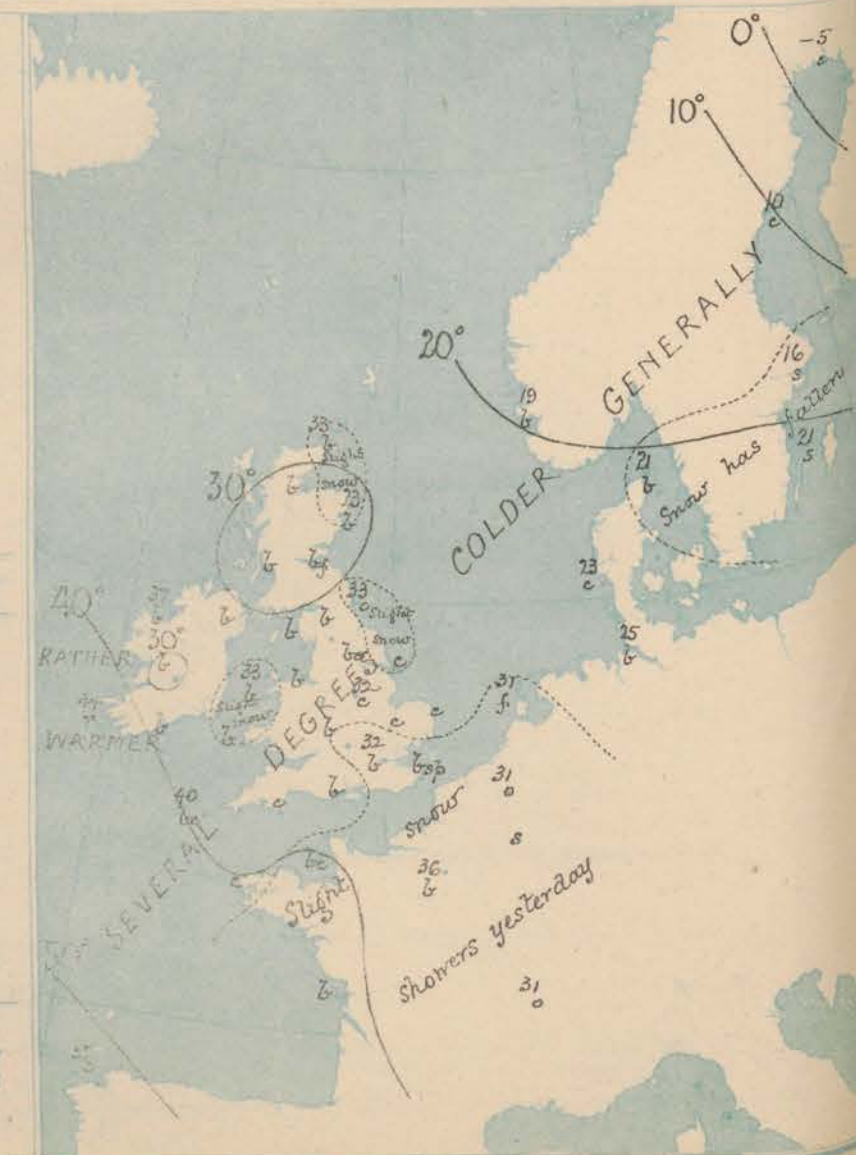 0°
-5
c
10°
10
c
GENERALLY
20°
16
s
19
b
21
s
21
b
Snow has fallen
33
b
Slight
snow
23
b
30°
b
COLDER
b
bf
23
c
33
o
Slight
snow
c
40°
b
b
b
25
b
RATHER
30°
b
33
b
Slight
snow
b
b
DEGREES
32
c
31
f
c
c
WARMER
b
b
32
b
bsp
31
o
40
c
b
snow
s
SEVERAL
c
bc
36
b
Slight
showers yesterday
b
31
o